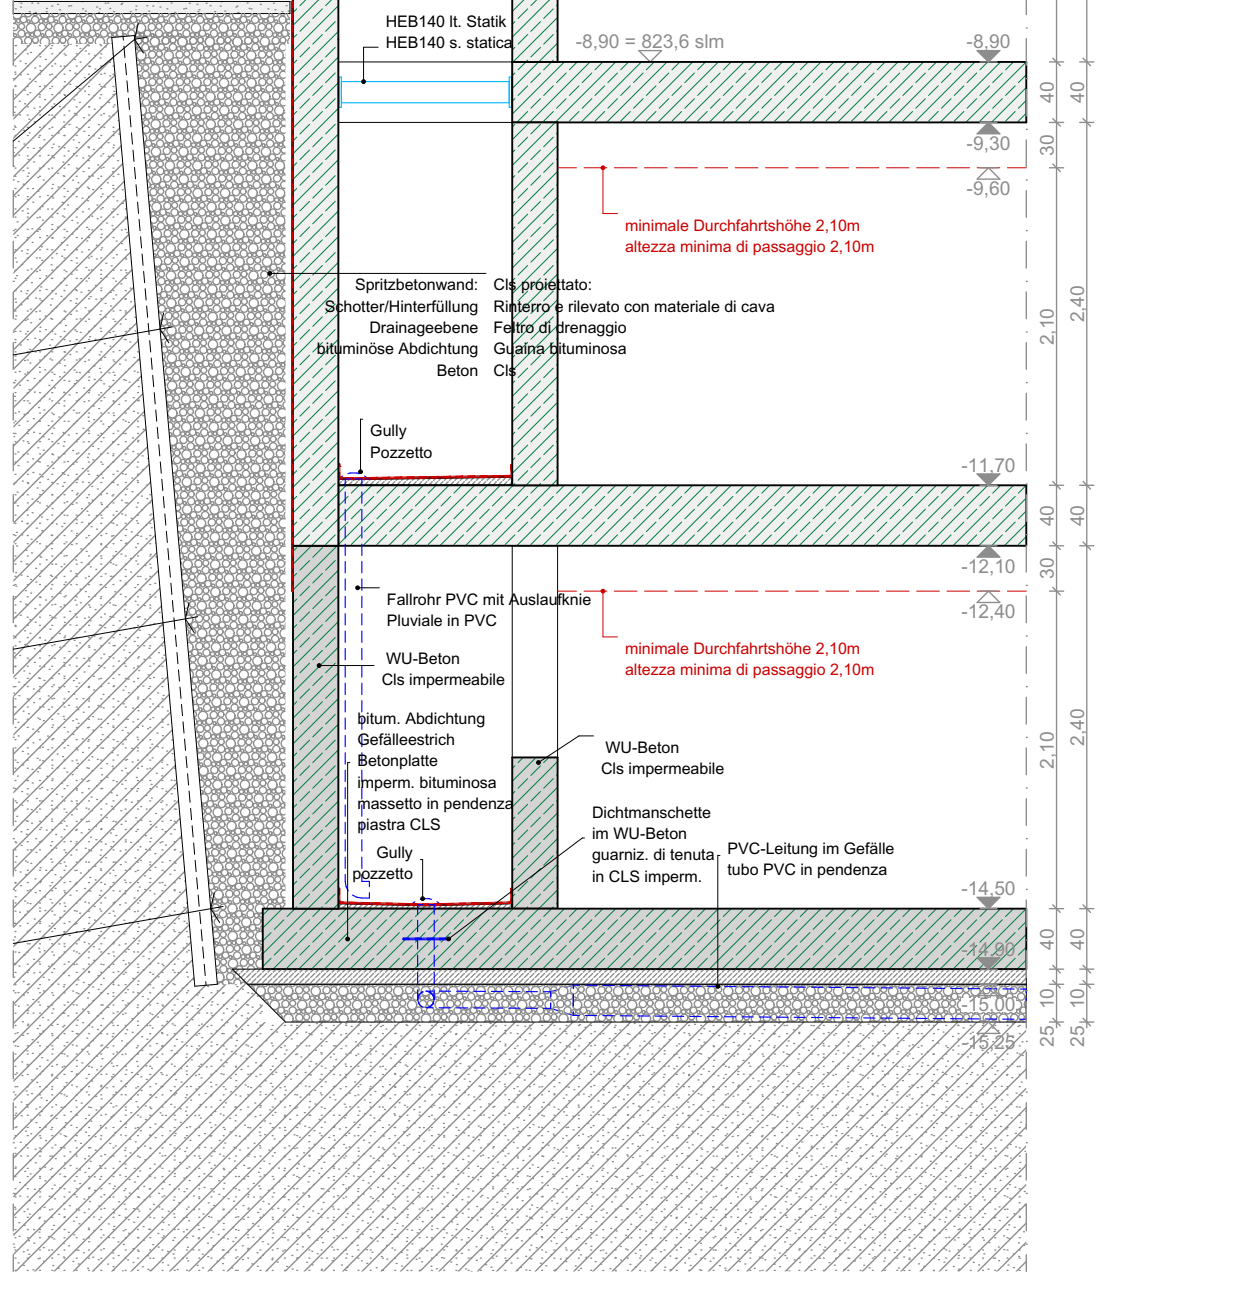 HEB140 lt. Statik
HEB140 s. statica
-8,90 = 823,6 slm
-8,90
40
40
-9,30
30
-9,60
minimale Durchfahrtshöhe 2,10m
altezza minima di passaggio 2,10m
Spritzbetonwand: Cls proiettato:
Schotter/Hinterfüllung Rinterro e rilevato con materiale di cava
Drainageebene Feltro di drenaggio
bituminöse Abdichtung Guaina bituminosa
Beton Cls
2,10
2,40
Gully
Pozzetto
-11,70
40
40
-12,10
30
-12,40
Fallrohr PVC mit Auslaufknie
Pluviale in PVC
minimale Durchfahrtshöhe 2,10m
altezza minima di passaggio 2,10m
WU-Beton
Cls impermeabile
bitum. Abdichtung
Gefälleestrich
Betonplatte
imperm. bituminosa
massetto in pendenza
piastra CLS
WU-Beton
Cls impermeabile
2,10
2,40
Dichtmanschette
im WU-Beton
guarniz. di tenuta
in CLS imperm.
PVC-Leitung im Gefälle
tubo PVC in pendenza
Gully
pozzetto
-14,50
40
40
-14,90
10
10
-15,00
25
25
-15,25